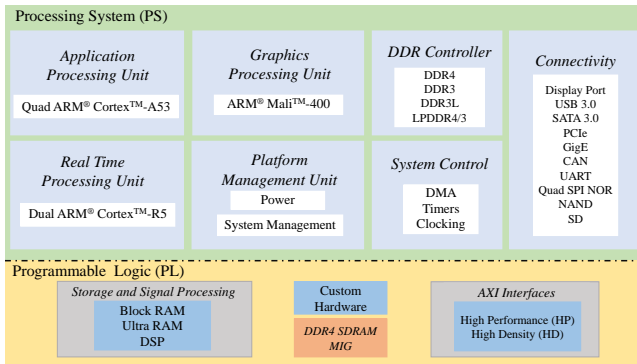 Processing System (PS)
Application
Processing Unit
Quad ARM® Cortex™-A53
Graphics
Processing Unit
ARM® Mali™-400
DDR Controller
DDR4
DDR3
DDR3L
LPDDR4/3
Connectivity
Display Port
USB 3.0
SATA 3.0
PCIe
GigE
CAN
UART
Quad SPI NOR
NAND
SD
Real Time
Processing Unit
Dual ARM® Cortex™-R5
Platform
Management Unit
Power
System Management
System Control
DMA
Timers
Clocking
Programmable Logic (PL)
Storage and Signal Processing
Block RAM
Ultra RAM
DSP
Custom
Hardware
DDR4 SDRAM
MIG
AXI Interfaces
High Performance (HP)
High Density (HD)